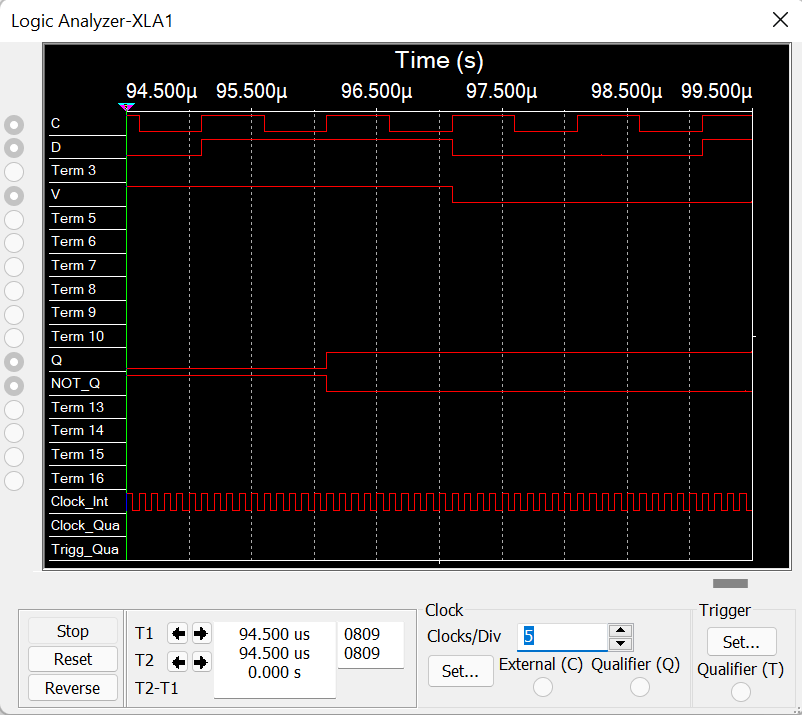 Logic Analyzer-XLA1
Time (s)
94.500µ 95.500µ 96.500µ 97.500µ 98.500µ 99.500µ
C
D
Term 3
V
Term 5
Term 6
Term 7
Term 8
Term 9
Term 10
Q
NOT_Q
Term 13
Term 14
Term 15
Term 16
Clock_Int
Clock_Qua
Trigg_Qua
Stop
Reset
Reverse
T1 94.500 us 0809
T2 94.500 us 0809
T2-T1 0.000 s
Clock
Clocks/Div 5
Set... External (C) Qualifier (Q)
Trigger
Set...
Qualifier (T)